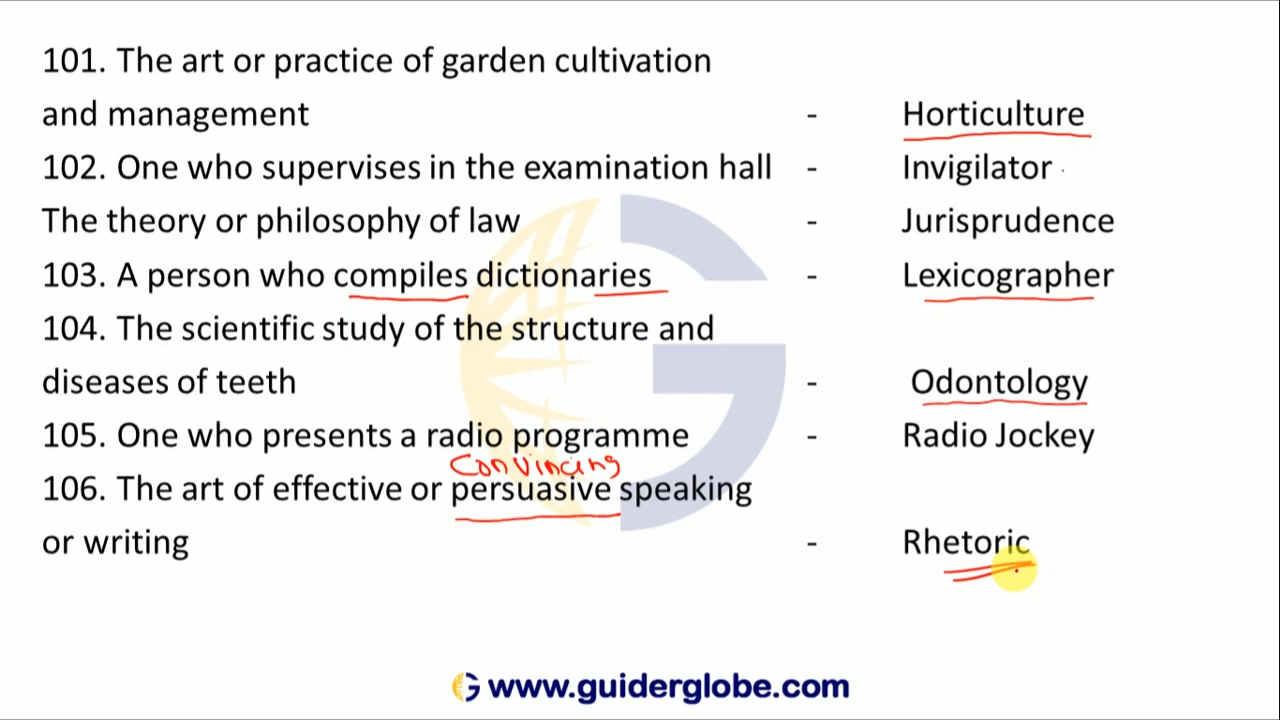 101. The art or practice of garden cultivation
and management - Horticulture
102. One who supervises in the examination hall - Invigilator
The theory or philosophy of law - Jurisprudence
103. A person who compiles dictionaries - Lexicographer
104. The scientific study of the structure and
diseases of teeth - Odontology
105. One who presents a radio programme - Radio Jockey
convincing
106. The art of effective or persuasive speaking
or writing - Rhetoric
www.guiderglobe.com